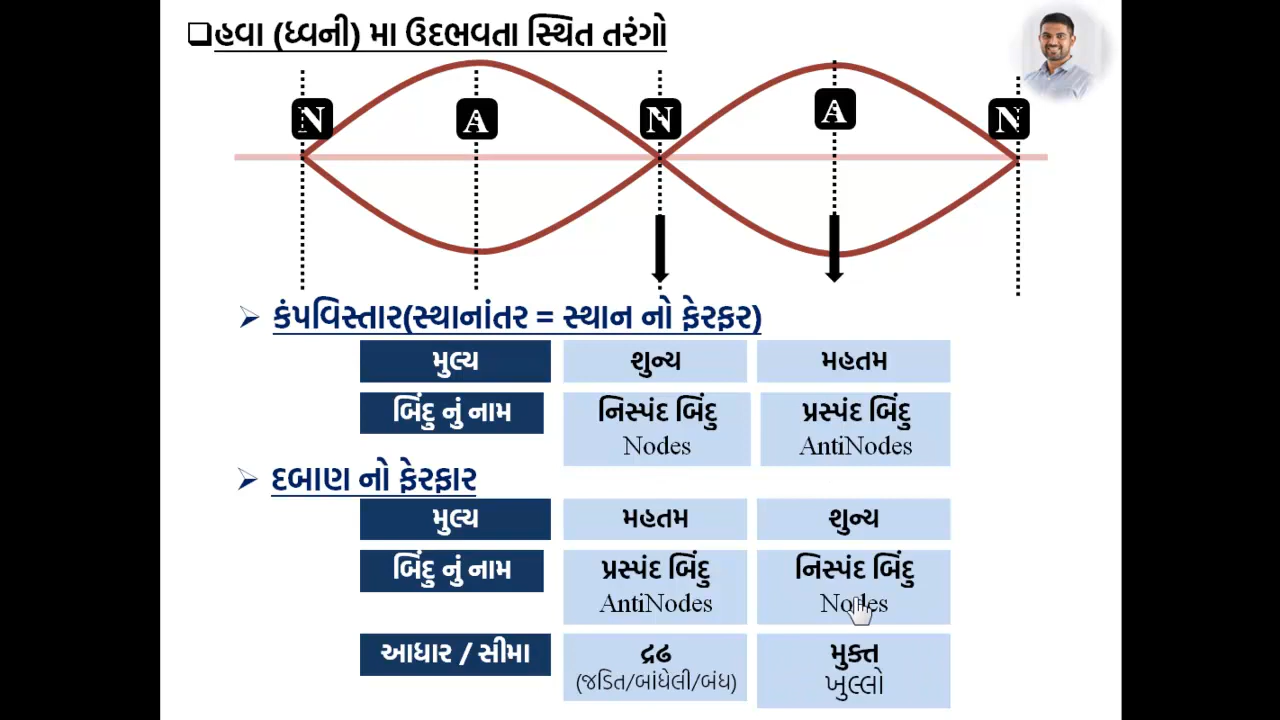 ❑હવા (ધ્વની) મા ઉદભવતા સ્થિત તરંગો
N A N A N
➢ કંપવિસ્તાર(સ્થાનાંતર = સ્થાન નો ફેરફર)
મુલ્ય શુન્ય મહતમ
બિંદુ નું નામ નિસ્પંદ બિંદુ પ્રસ્પંદ બિંદુ
Nodes AntiNodes
➢ દબાણ નો ફેરફાર
મુલ્ય મહતમ શુન્ય
બિંદુ નું નામ પ્રસ્પંદ બિંદુ નિસ્પંદ બિંદુ
AntiNodes Nodes
આધાર / સીમા દ્રઢ મુક્ત
(જડિત/બાંધેલી/બંધ) ખુલ્લો